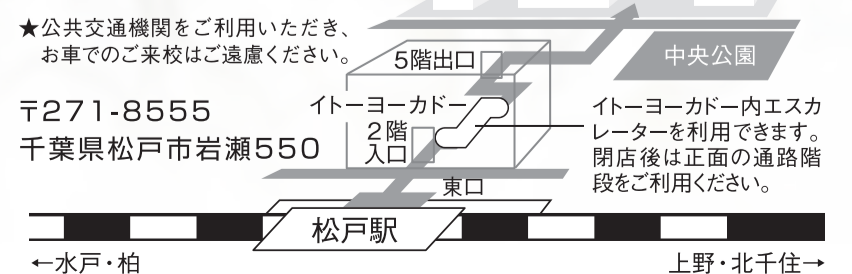 ★公共交通機関をご利用いただき、
お車でのご来校はご遠慮ください。
〒271-8555
千葉県松戸市岩瀬550
中央公園
5階出口
イトーヨーカドー
2階
入口
イトーヨーカドー内エスカ
レーターを利用できます。
閉店後は正面の通路階
段をご利用ください。
東口
松戸駅
←水戸・柏
上野・北千住→